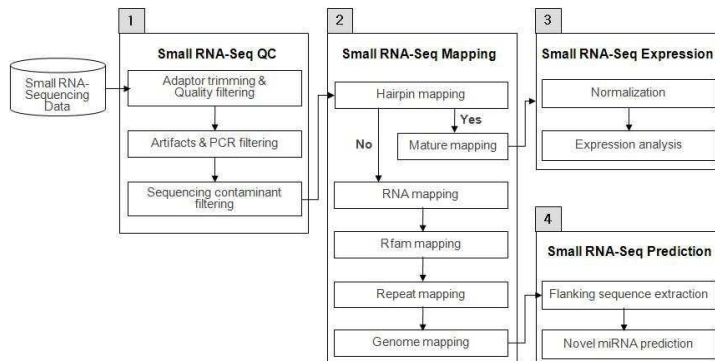 Small RNA-
Sequencing
Data
1
Small RNA-Seq QC
Adaptor trimming &
Quality filtering
Artifacts & PCR filtering
Sequencing contaminant
filtering
2
Small RNA-Seq Mapping
Hairpin mapping
Yes
No
Mature mapping
RNA mapping
Rfam mapping
Repeat mapping
Genome mapping
3
Small RNA-Seq Expression
Normalization
Expression analysis
4
Small RNA-Seq Prediction
Flanking sequence extraction
Novel miRNA prediction